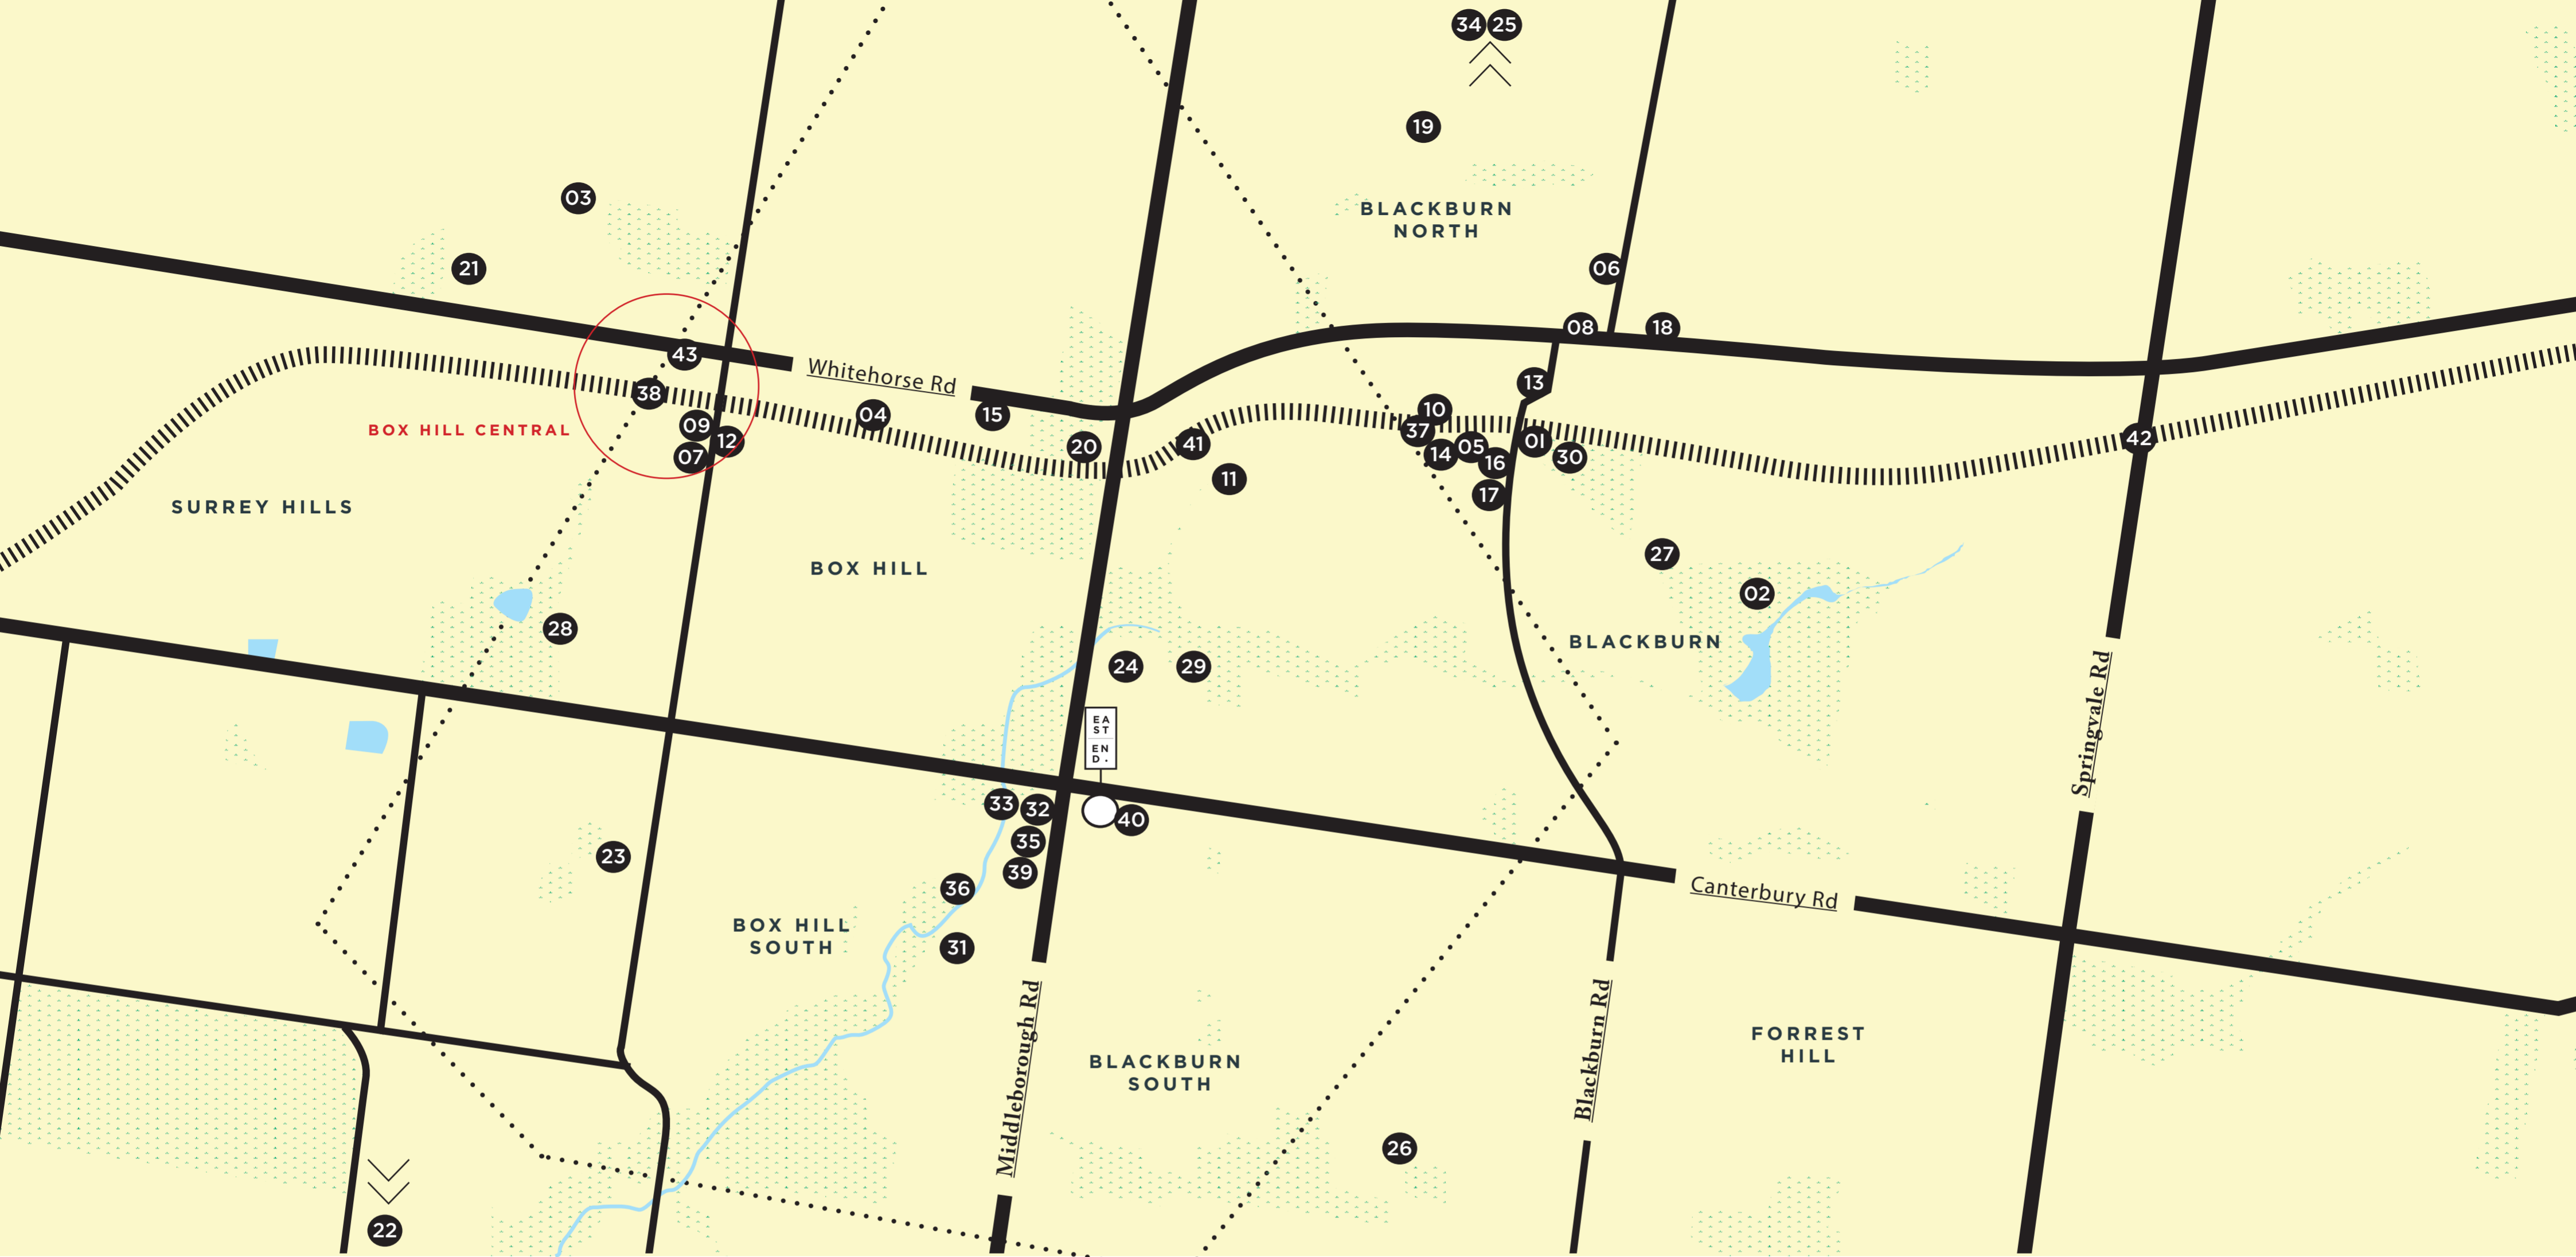 34 25
19
03
BLACKBURN
NORTH
21
06
08
18
43
Whitehorse Rd
38
13
04
15
10
BOX HILL CENTRAL
09
12
37
01
42
41
20
05
14
07
30
16
11
17
SURREY HILLS
27
BOX HILL
02
28
BLACKBURN
24
29
Springvale Rd
EA
ST
EN
D.
33
32
40
35
23
39
36
Canterbury Rd
BOX HILL
SOUTH
31
Middleborough Rd
Blackburn Rd
FORREST
HILL
BLACKBURN
SOUTH
26
22